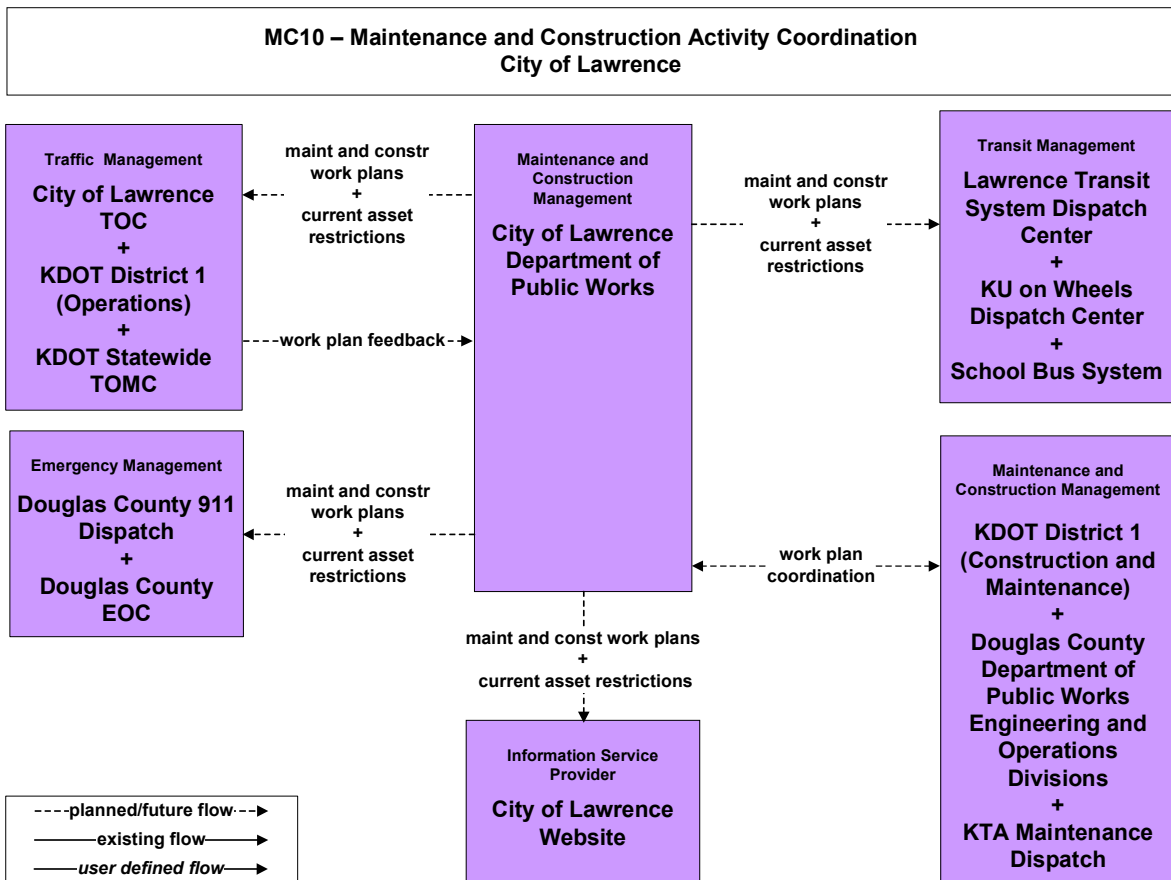 MC10 – Maintenance and Construction Activity Coordination
City of Lawrence
Traffic Management
City of Lawrence
TOC
+
KDOT District 1
(Operations)
+
KDOT Statewide
TOMC
maint and constr
work plans
+
current asset
restrictions
work plan feedback
Maintenance and
Construction
Management
City of Lawrence
Department of
Public Works
maint and constr
work plans
+
current asset
restrictions
Transit Management
Lawrence Transit
System Dispatch
Center
+
KU on Wheels
Dispatch Center
+
School Bus System
Emergency Management
Douglas County 911
Dispatch
+
Douglas County
EOC
maint and constr
work plans
+
current asset
restrictions
work plan
coordination
Maintenance and
Construction Management
KDOT District 1
(Construction and
Maintenance)
+
Douglas County
Department of
Public Works
Engineering and
Operations
Divisions
+
KTA Maintenance
Dispatch
maint and const work plans
+
current asset restrictions
Information Service
Provider
City of Lawrence
Website
planned/future flow
existing flow
user defined flow